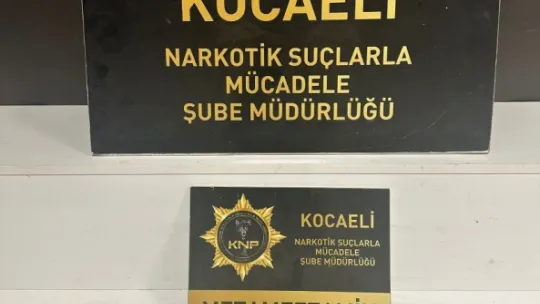 KOCAELİ
NARKOTİK SUÇLARLA
MÜCADELE
ŞUBE MÜDÜRLÜĞÜ
KNP
KOCAELİ
NARKOTİK SUÇLARLA
MÜCADELE
ŞUBE MÜDÜRLÜĞÜ